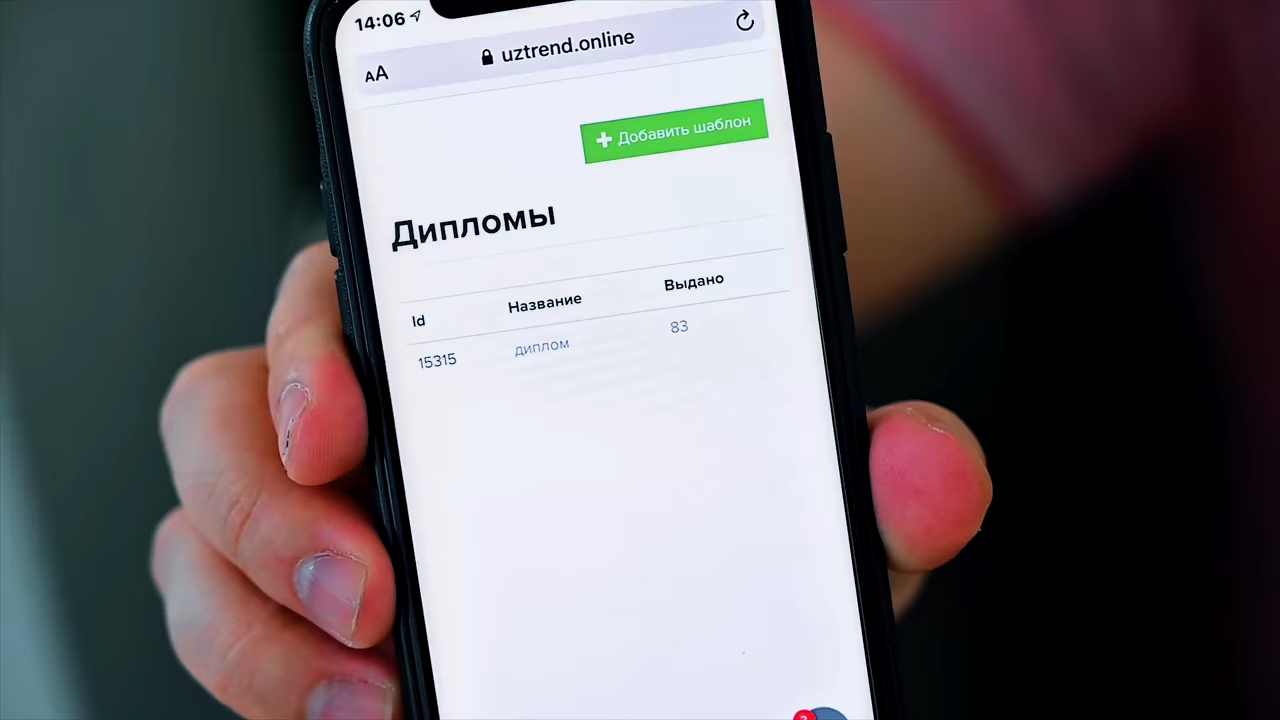 14:06
AA uztrend.online
Добавить шаблон
Дипломы
Id Название Выдано
15315 диплом 83